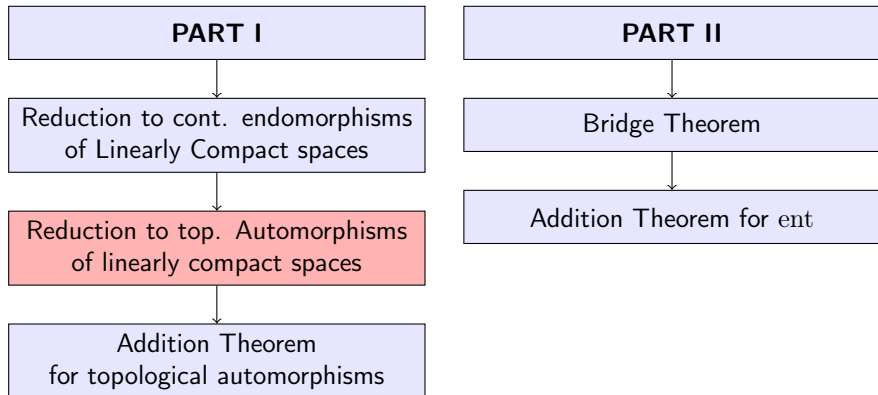 PART I
Reduction to cont. endomorphisms
of Linearly Compact spaces
Reduction to top. Automorphisms
of linearly compact spaces
Addition Theorem
for topological automorphisms
PART II
Bridge Theorem
Addition Theorem for ent